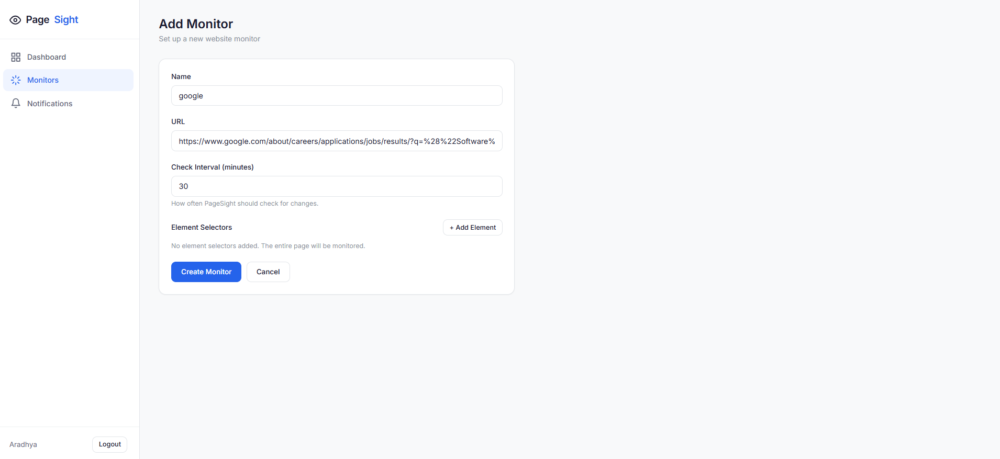 Page Sight
Dashboard
Monitors
Notifications
Aradhya
Logout
Add Monitor
Set up a new website monitor
Name
google
URL
https://www.google.com/about/careers/applications/jobs/results/?q=%28%22Software%
Check Interval (minutes)
30
How often PageSight should check for changes.
Element Selectors
+ Add Element
No element selectors added. The entire page will be monitored.
Create Monitor
Cancel